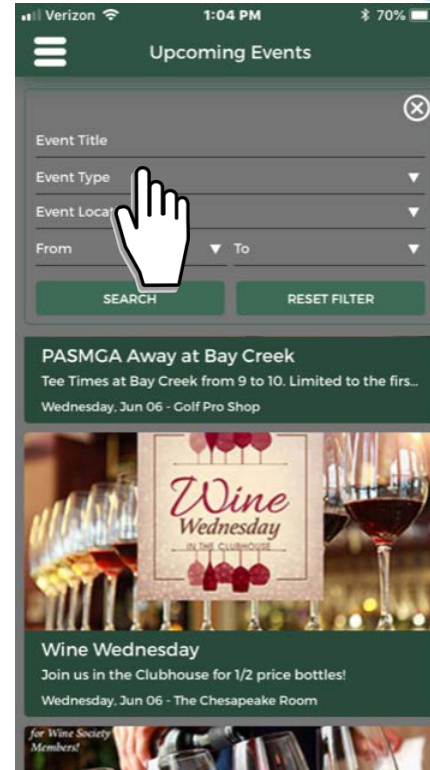 Verizon 1:04 PM 70%
Upcoming Events
Event Title
Event Type
Event Locat
From To
SEARCH RESET FILTER
PASMGA Away at Bay Creek
Tee Times at Bay Creek from 9 to 10. Limited to the firs...
Wednesday, Jun 06 - Golf Pro Shop
Wine
Wednesday
IN THE CLUBHOUSE
Wine Wednesday
Join us in the Clubhouse for 1/2 price bottles!
Wednesday, Jun 06 - The Chesapeake Room
for Wine Society
Members!